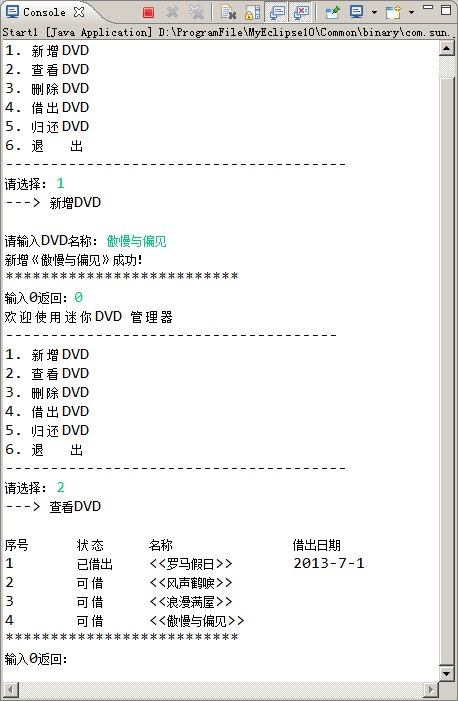 Console
Start1 [Java Application] D:\ProgramFile\MyEclipse10\Common\binary\com.sun.
1. 新增DVD
2. 查看DVD
3. 删除DVD
4. 借出DVD
5. 归还DVD
6. 退 出
--------------------------------------
请选择: 1
---> 新增DVD
请输入DVD名称: 傲慢与偏见
新增《傲慢与偏见》成功!
**************************
输入0返回: 0
欢迎使用迷你DVD 管理器
----------------------------------------
1. 新增DVD
2. 查看DVD
3. 删除DVD
4. 借出DVD
5. 归还DVD
6. 退 出
--------------------------------------
请选择: 2
---> 查看DVD
序号 状态 名称 借出日期
1 已借出 <<罗马假日>> 2013-7-1
2 可借 <<风声鹤唳>>
3 可借 <<浪漫满屋>>
4 可借 <<傲慢与偏见>>
**************************
输入0返回: